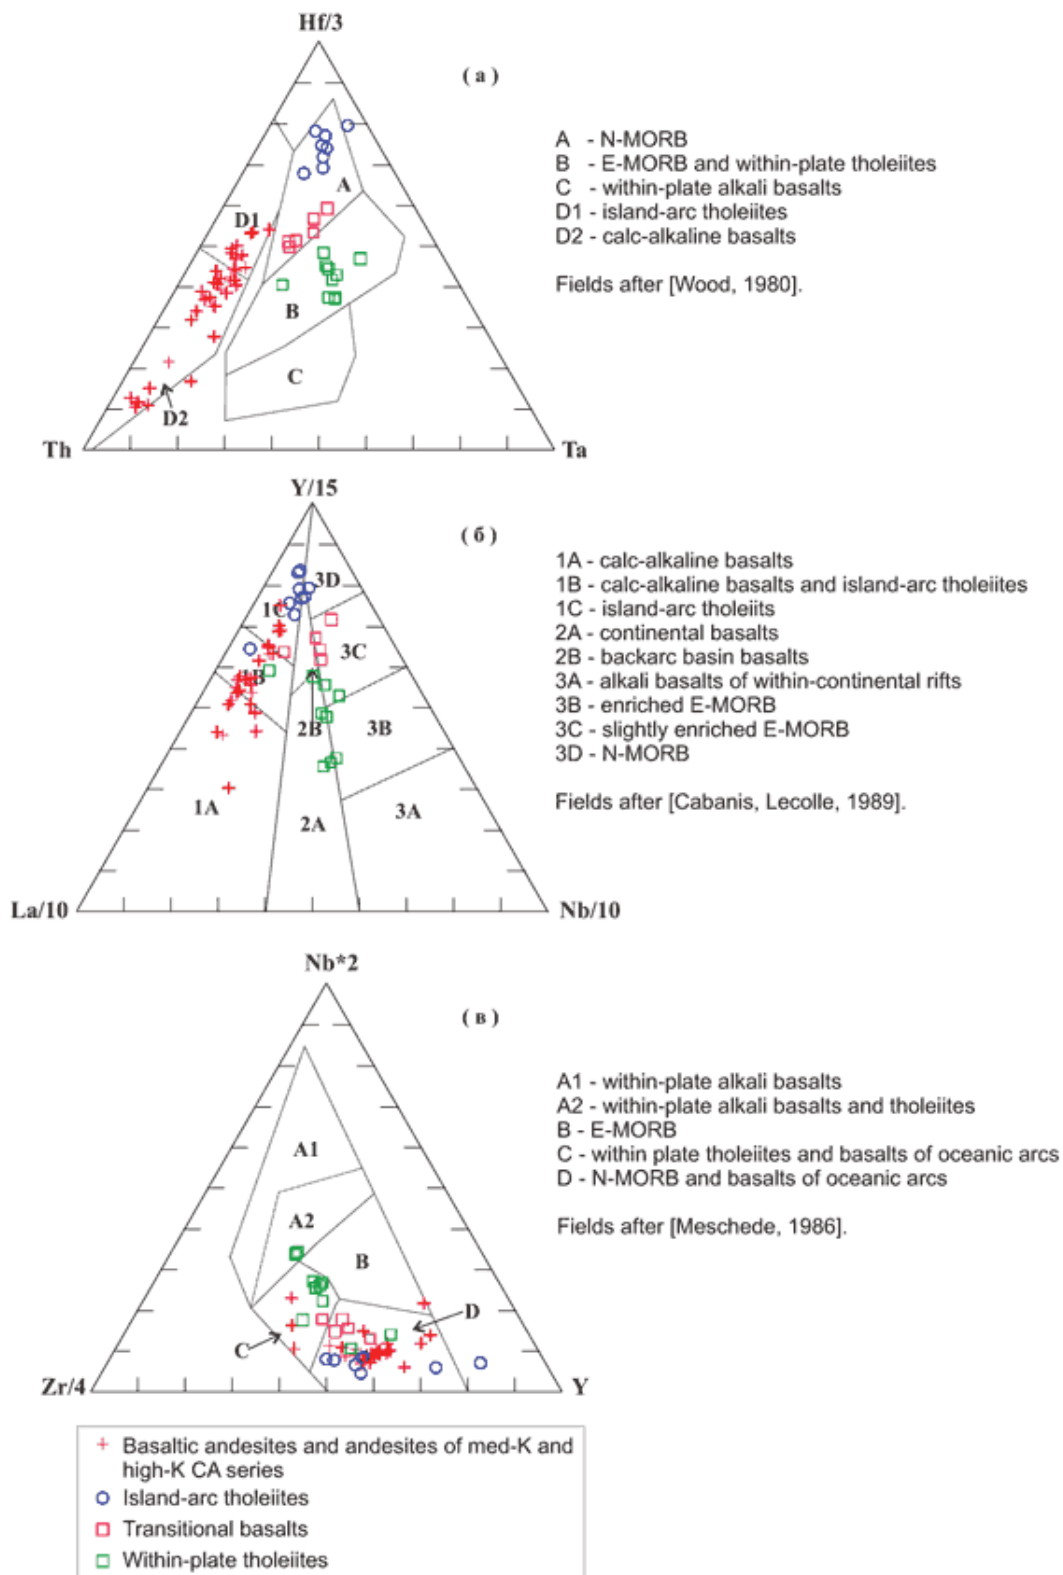 Hf/3
( а )
A - N-MORB
B - E-MORB and within-plate tholeiites
C - within-plate alkali basalts
D1 - island-arc tholeiites
D2 - calc-alkaline basalts
Fields after [Wood, 1980].
A
D1
B
C
D2
Th
Ta
Y/15
( б )
1A - calc-alkaline basalts
1B - calc-alkaline basalts and island-arc tholeiites
1C - island-arc tholeiits
2A - continental basalts
2B - backarc basin basalts
3A - alkali basalts of within-continental rifts
3B - enriched E-MORB
3C - slightly enriched E-MORB
3D - N-MORB
Fields after [Cabanis, Lecolle, 1989].
3D
1C
3C
1B
2B
3B
1A
2A
3A
La/10
Nb/10
Nb*2
( в )
A1 - within-plate alkali basalts
A2 - within-plate alkali basalts and tholeiites
B - E-MORB
C - within plate tholeiites and basalts of oceanic arcs
D - N-MORB and basalts of oceanic arcs
Fields after [Meschede, 1986].
A1
A2
B
D
C
Zr/4
Y
Basaltic andesites and andesites of med-K and
high-K CA series
Island-arc tholeiites
Transitional basalts
Within-plate tholeiites